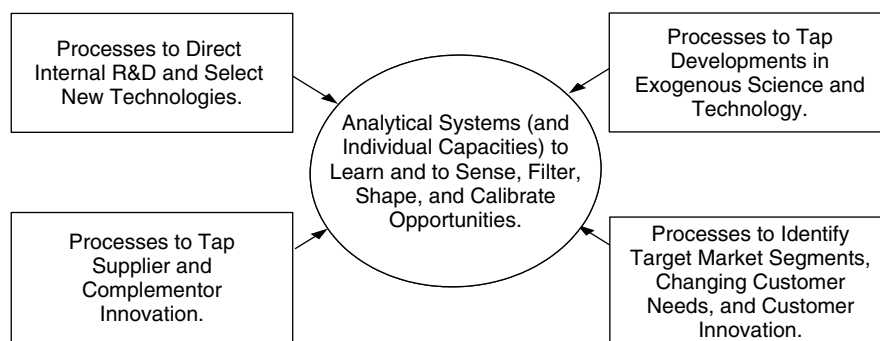 Processes to Direct
Internal R&D and Select
New Technologies.
Processes to Tap
Developments in
Exogenous Science and
Technology.
Analytical Systems (and
Individual Capacities) to
Learn and to Sense, Filter,
Shape, and Calibrate
Opportunities.
Processes to Tap
Supplier and
Complementor
Innovation.
Processes to Identify
Target Market Segments,
Changing Customer
Needs, and Customer
Innovation.